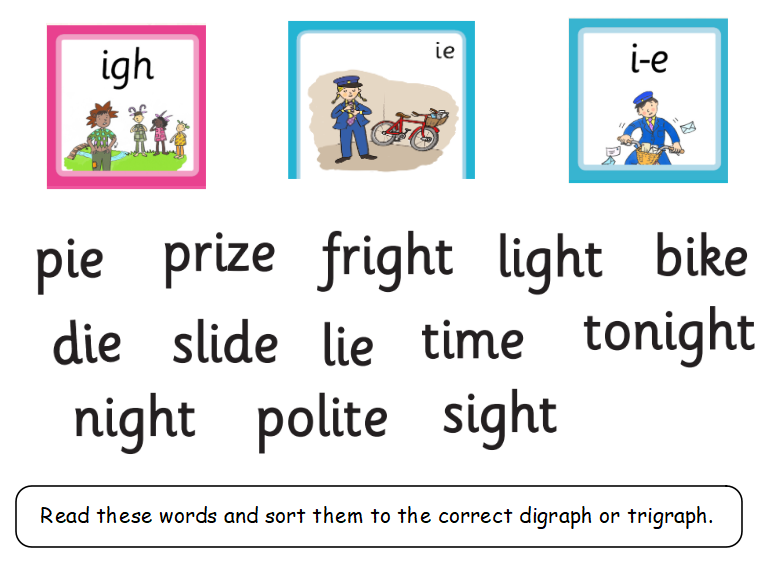 igh ie i-e
pie prize fright light bike
die slide lie time tonight
night polite sight
Read these words and sort them to the correct digraph or trigraph.